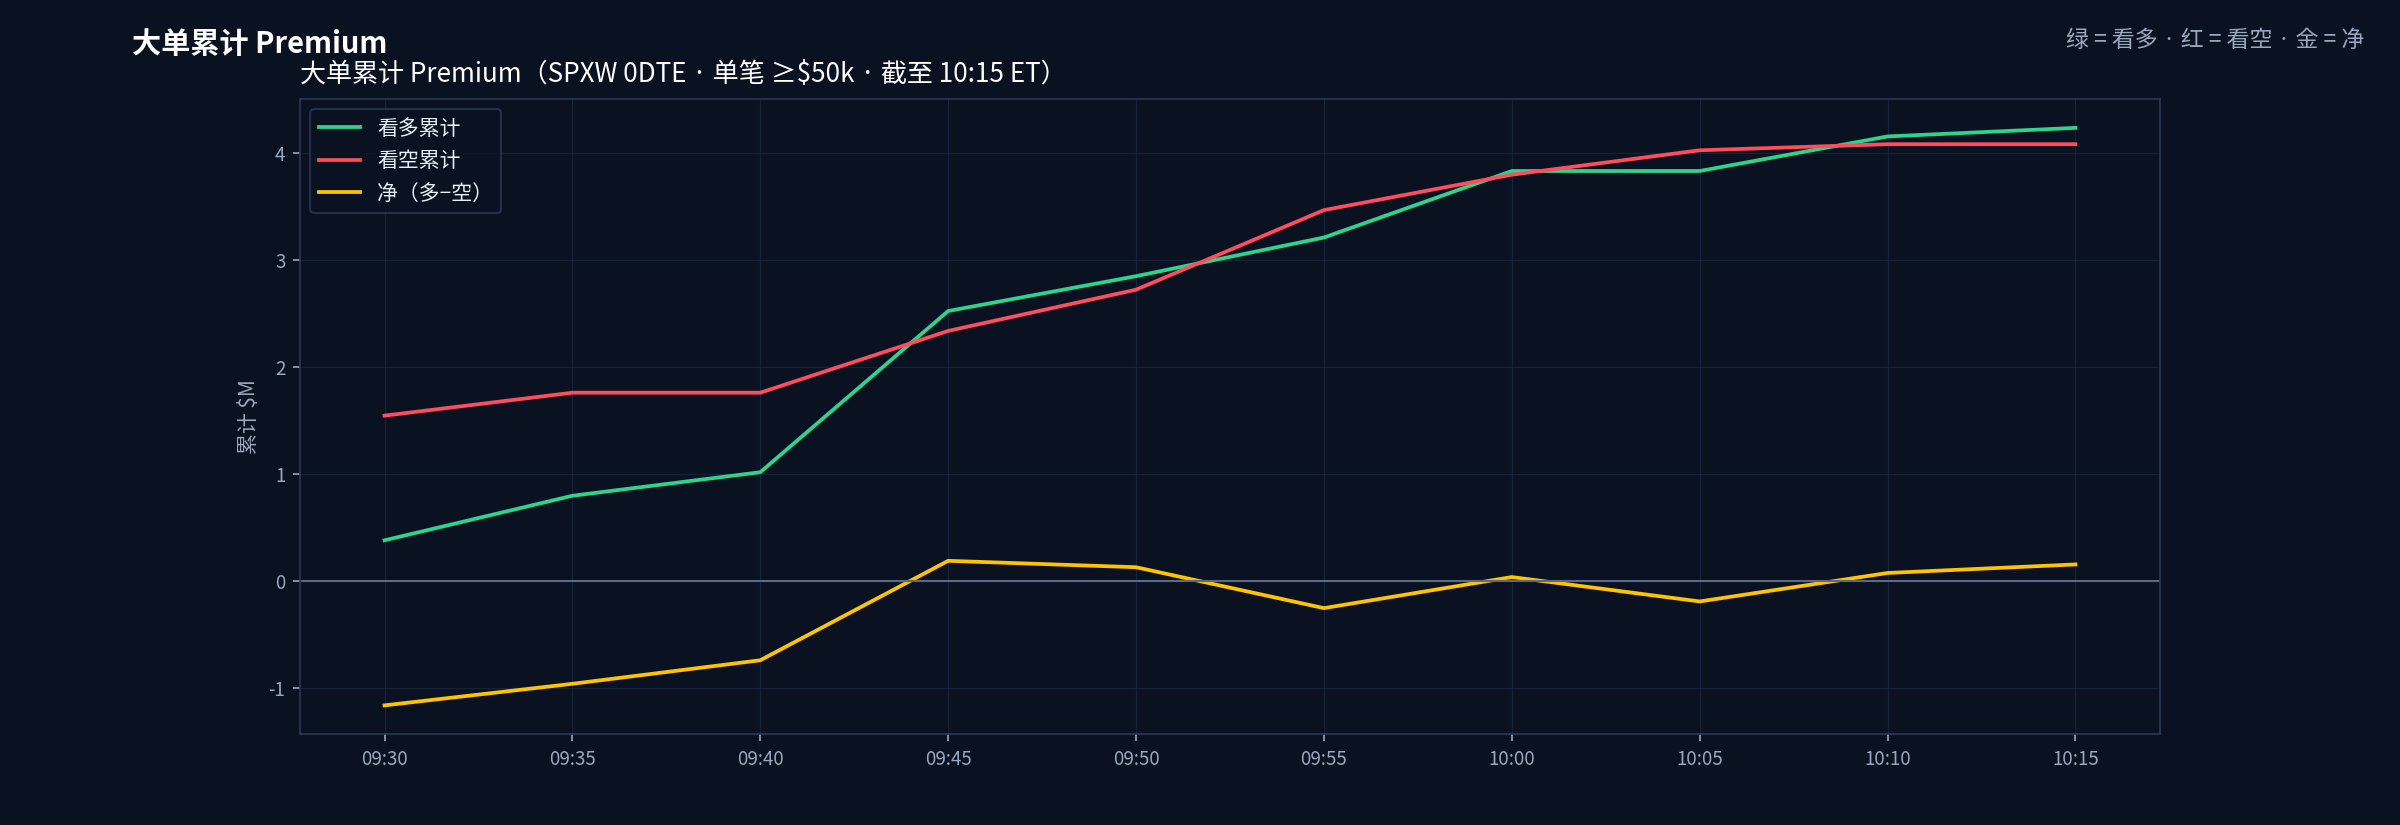 大单累计 Premium
绿 = 看多 · 红 = 看空 · 金 = 净
大单累计 Premium（SPXW 0DTE · 单笔 ≥$50k · 截至 10:15 ET）
看多累计
看空累计
净（多−空）
累计 $M
4
3
2
1
0
-1
09:30 09:35 09:40 09:45 09:50 09:55 10:00 10:05 10:10 10:15